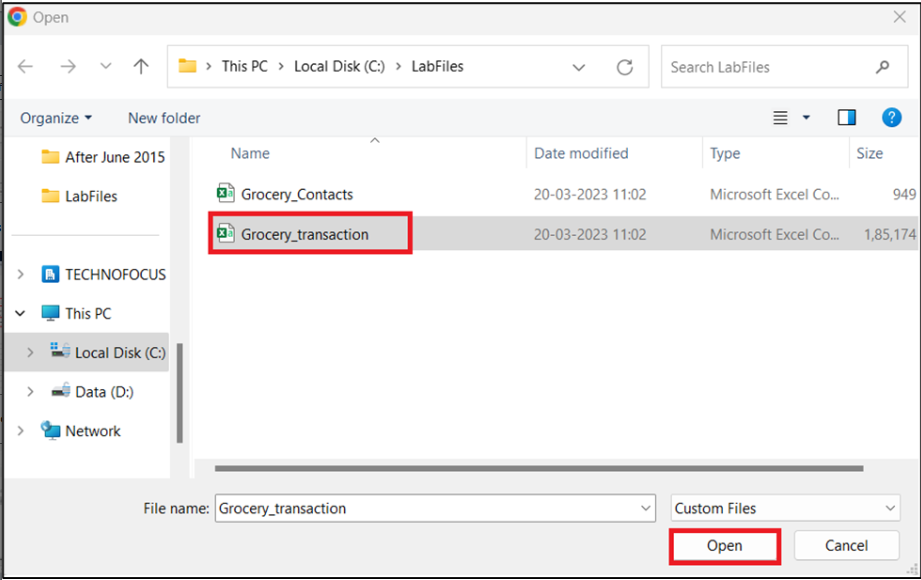 Open
This PC > Local Disk (C:) > LabFiles
Search LabFiles
Organize New folder
Name Date modified Type Size
After June 2015
LabFiles
TECHNOFOCUS
This PC
Local Disk (C:)
Data (D:)
Network
Grocery_Contacts 20-03-2023 11:02 Microsoft Excel Co... 949
Grocery_transaction 20-03-2023 11:02 Microsoft Excel Co... 1,85,174
File name: Grocery_transaction Custom Files
Open Cancel